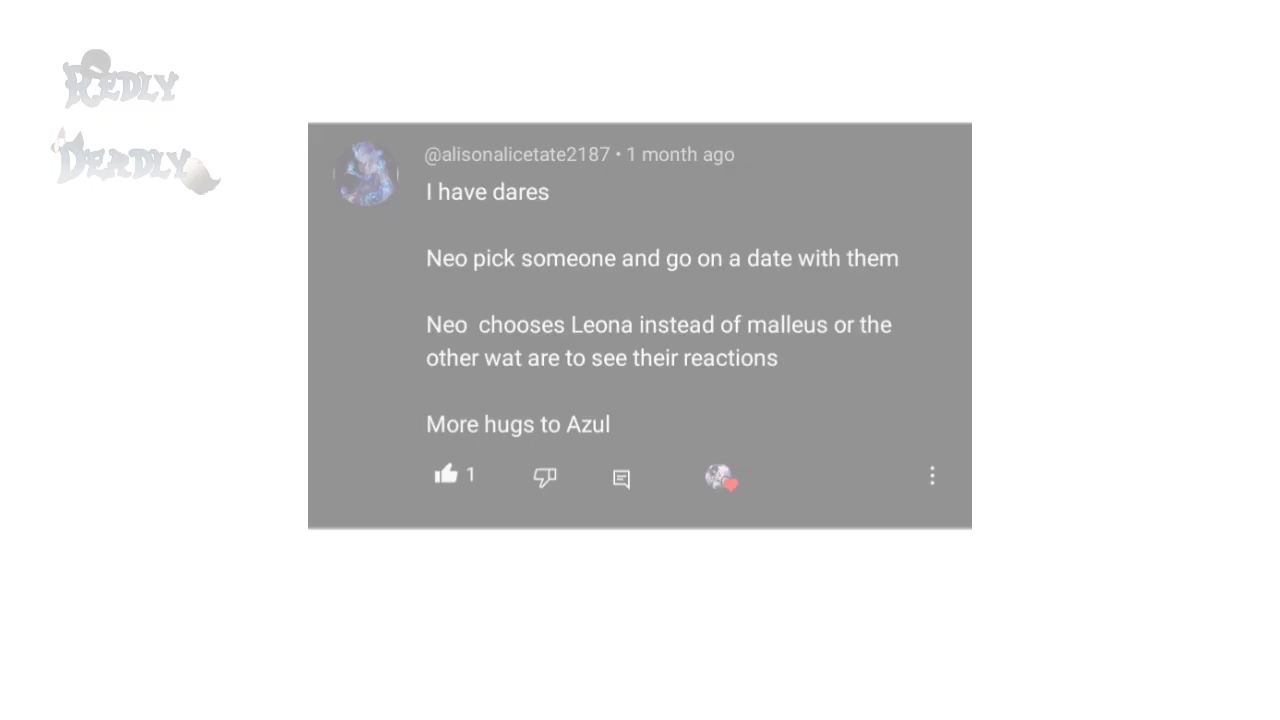 REDLY
DEADLY
@alisonalicetate2187 • 1 month ago
I have dares
Neo pick someone and go on a date with them
Neo  chooses Leona instead of malleus or the
other wat are to see their reactions
More hugs to Azul
1